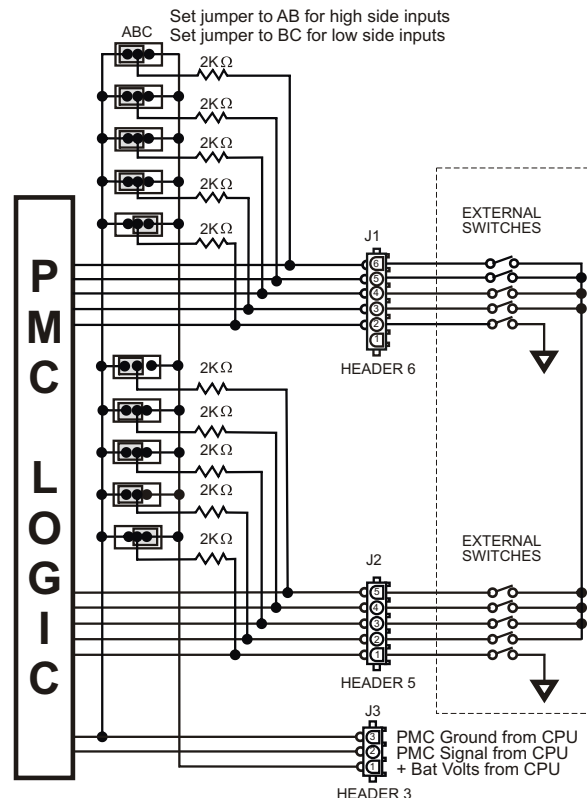 Set jumper to AB for high side inputs
Set jumper to BC for low side inputs
ABC
2KΩ
2KΩ
2KΩ
2KΩ
2KΩ
PMC LOGIC
EXTERNAL
SWITCHES
J1
6
5
4
3
2
1
HEADER 6
2KΩ
2KΩ
2KΩ
2KΩ
2KΩ
EXTERNAL
SWITCHES
J2
5
4
3
2
1
HEADER 5
J3
3
2
1
PMC Ground from CPU
PMC Signal from CPU
+ Bat Volts from CPU
HEADER 3